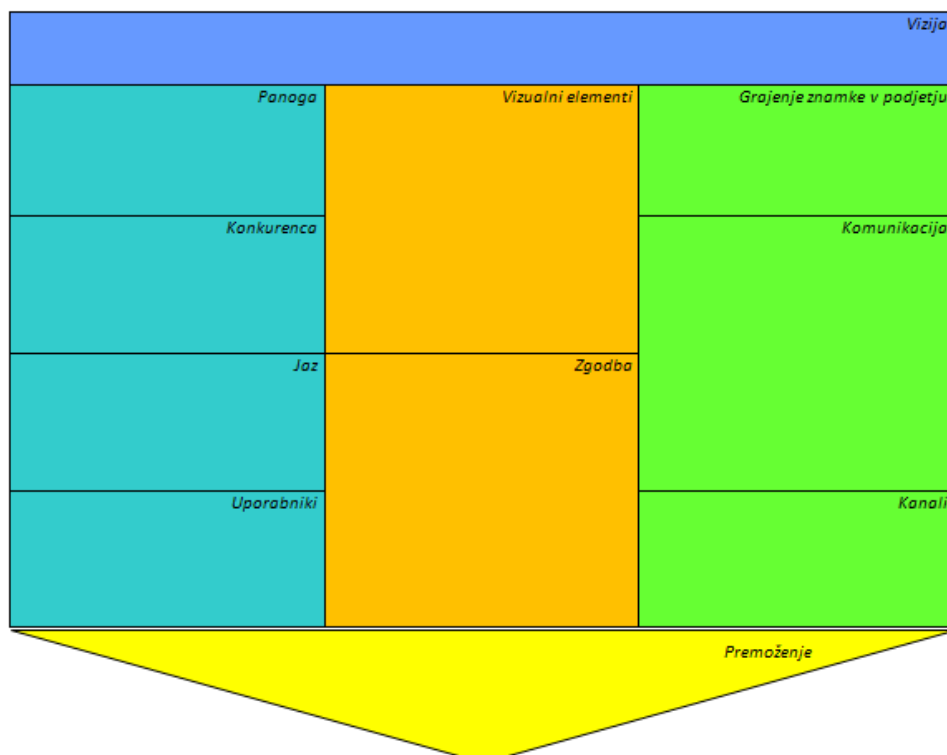 Vizija
Panoga
Vizualni elementi
Grajenje znamke v podjetju
Konkurenca
Komunikacija
Jaz
Zgodba
Uporabniki
Kanali
Premoženje